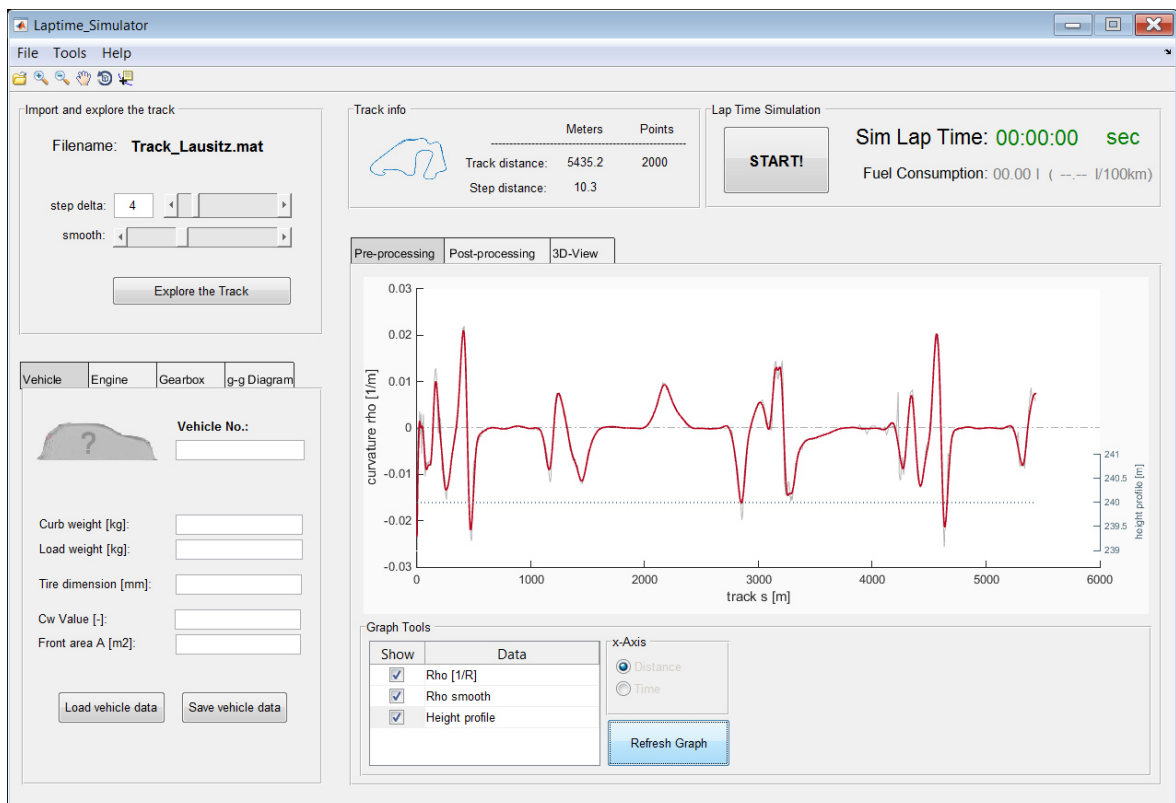 Laptime_Simulator
File Tools Help
Import and explore the track
Filename: Track_Lausitz.mat
step delta: 4
smooth:
Explore the Track
Track info
Meters Points
Track distance: 5435.2 2000
Step distance: 10.3
Lap Time Simulation
START!
Sim Lap Time: 00:00:00 sec
Fuel Consumption: 00.00 l ( --.-- l/100km)
Vehicle Engine Gearbox g-g Diagram
?
Vehicle No.:
Curb weight [kg]:
Load weight [kg]:
Tire dimension [mm]:
Cw Value [-]:
Front area A [m2]:
Load vehicle data Save vehicle data
Pre-processing Post-processing 3D-View
curvature rho [1/m]
0.03
0.02
0.01
0
-0.01
-0.02
-0.03
0 1000 2000 3000 4000 5000 6000
track s [m]
241
240.5
240
239.5
239
height profile [m]
Graph Tools
Show Data
Rho [1/R]
Rho smooth
Height profile
x-Axis
Distance
Time
Refresh Graph